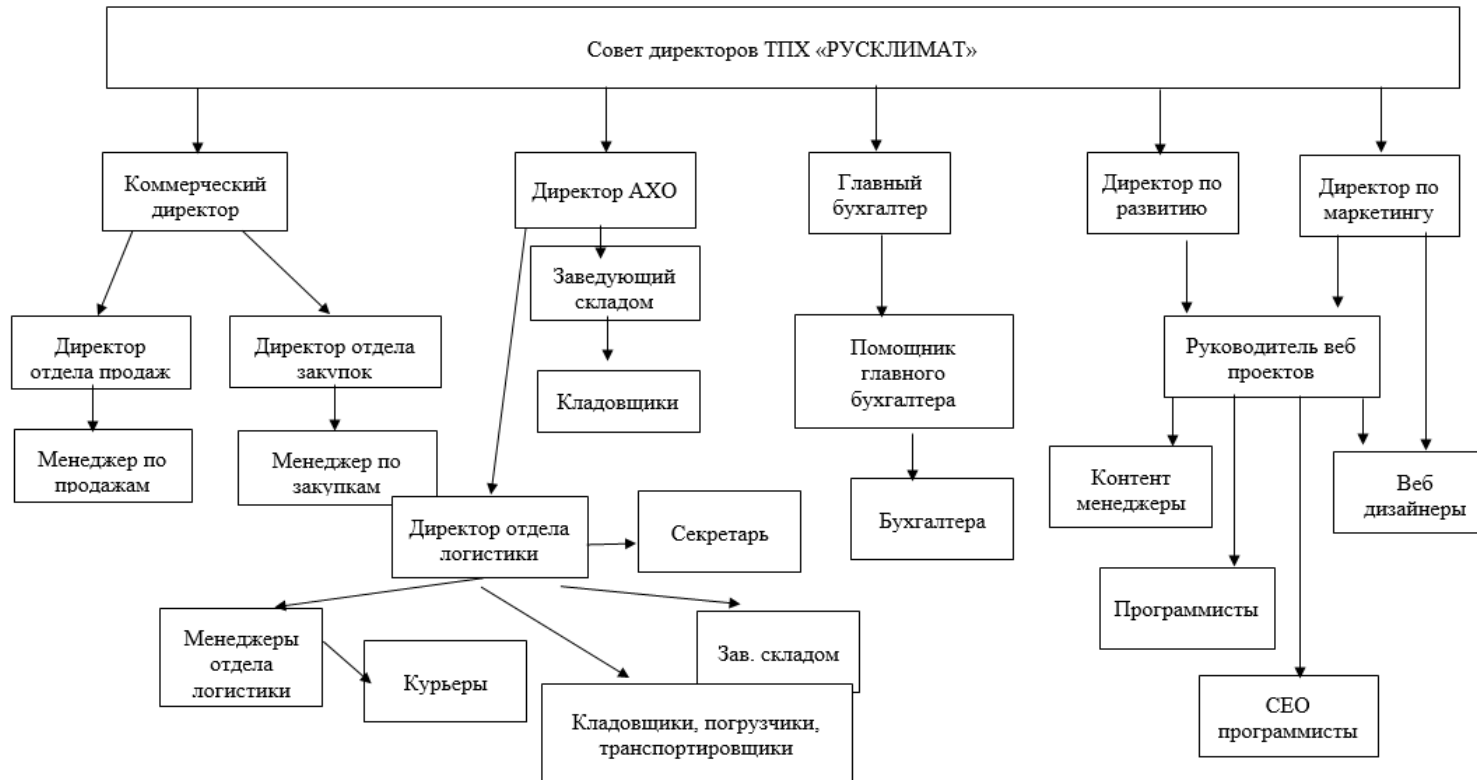 Совет директоров ТПХ «РУСКЛИМАТ»
Коммерческий
директор
Директор АХО
Главный
бухгалтер
Директор по
развитию
Директор по
маркетингу
Заведующий
складом
Директор
отдела продаж
Директор отдела
закупок
Помощник
главного
бухгалтера
Руководитель веб
проектов
Кладовщики
Менеджер по
продажам
Менеджер по
закупкам
Контент
менеджеры
Веб
дизайнеры
Директор отдела
логистики
Секретарь
Бухгалтера
Программисты
Менеджеры
отдела
логистики
Курьеры
Зав. складом
Кладовщики, погрузчики,
транспортировщики
СЕО
программисты